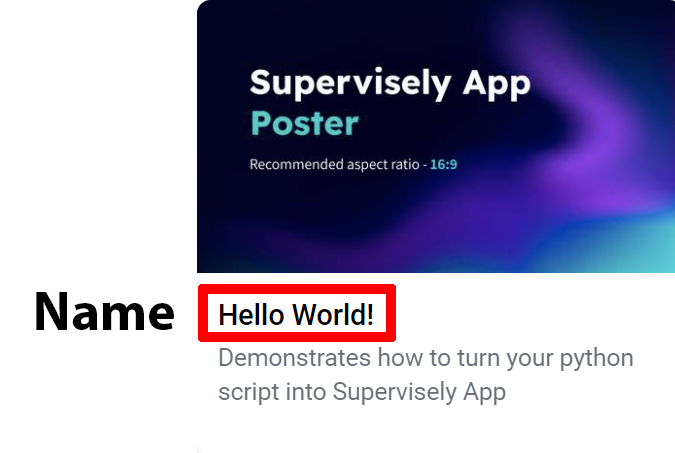 Supervisely App
Poster
Recommended aspect ratio - 16:9
Name
Hello World!
Demonstrates how to turn your python
script into Supervisely App